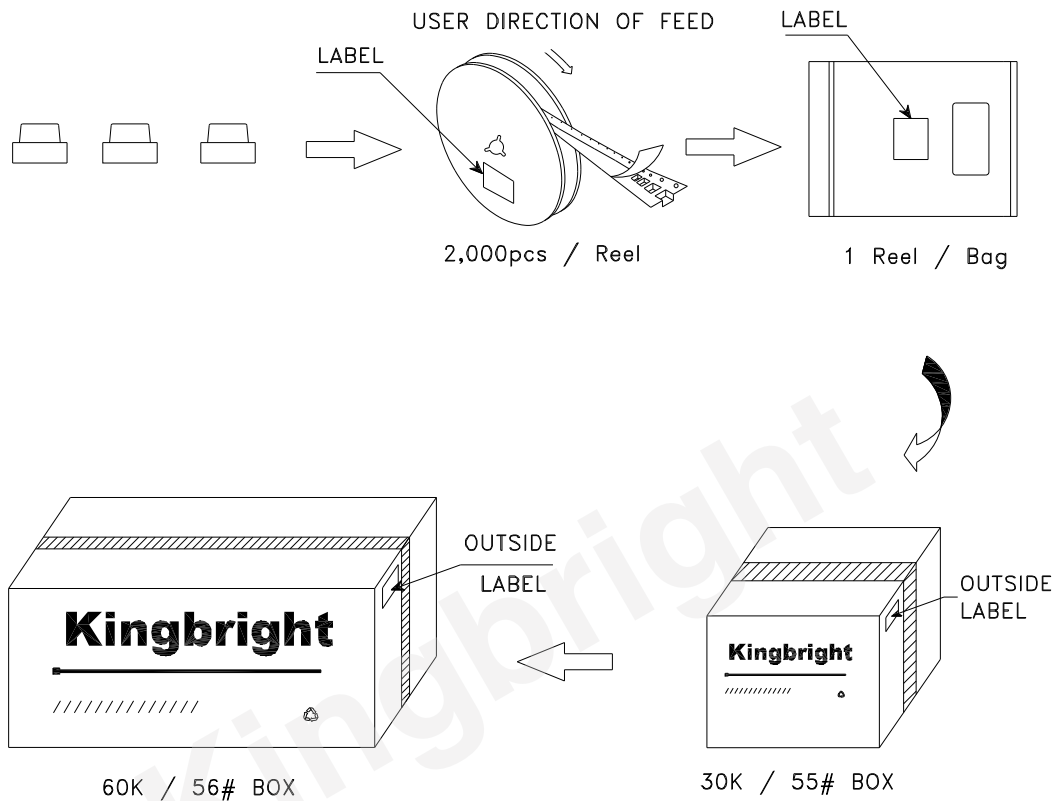 USER DIRECTION OF FEED
LABEL
LABEL
2,000pcs / Reel
1 Reel / Bag
OUTSIDE
LABEL
OUTSIDE
LABEL
Kingbright
Kingbright
60K / 56# BOX
30K / 55# BOX
Kingbright